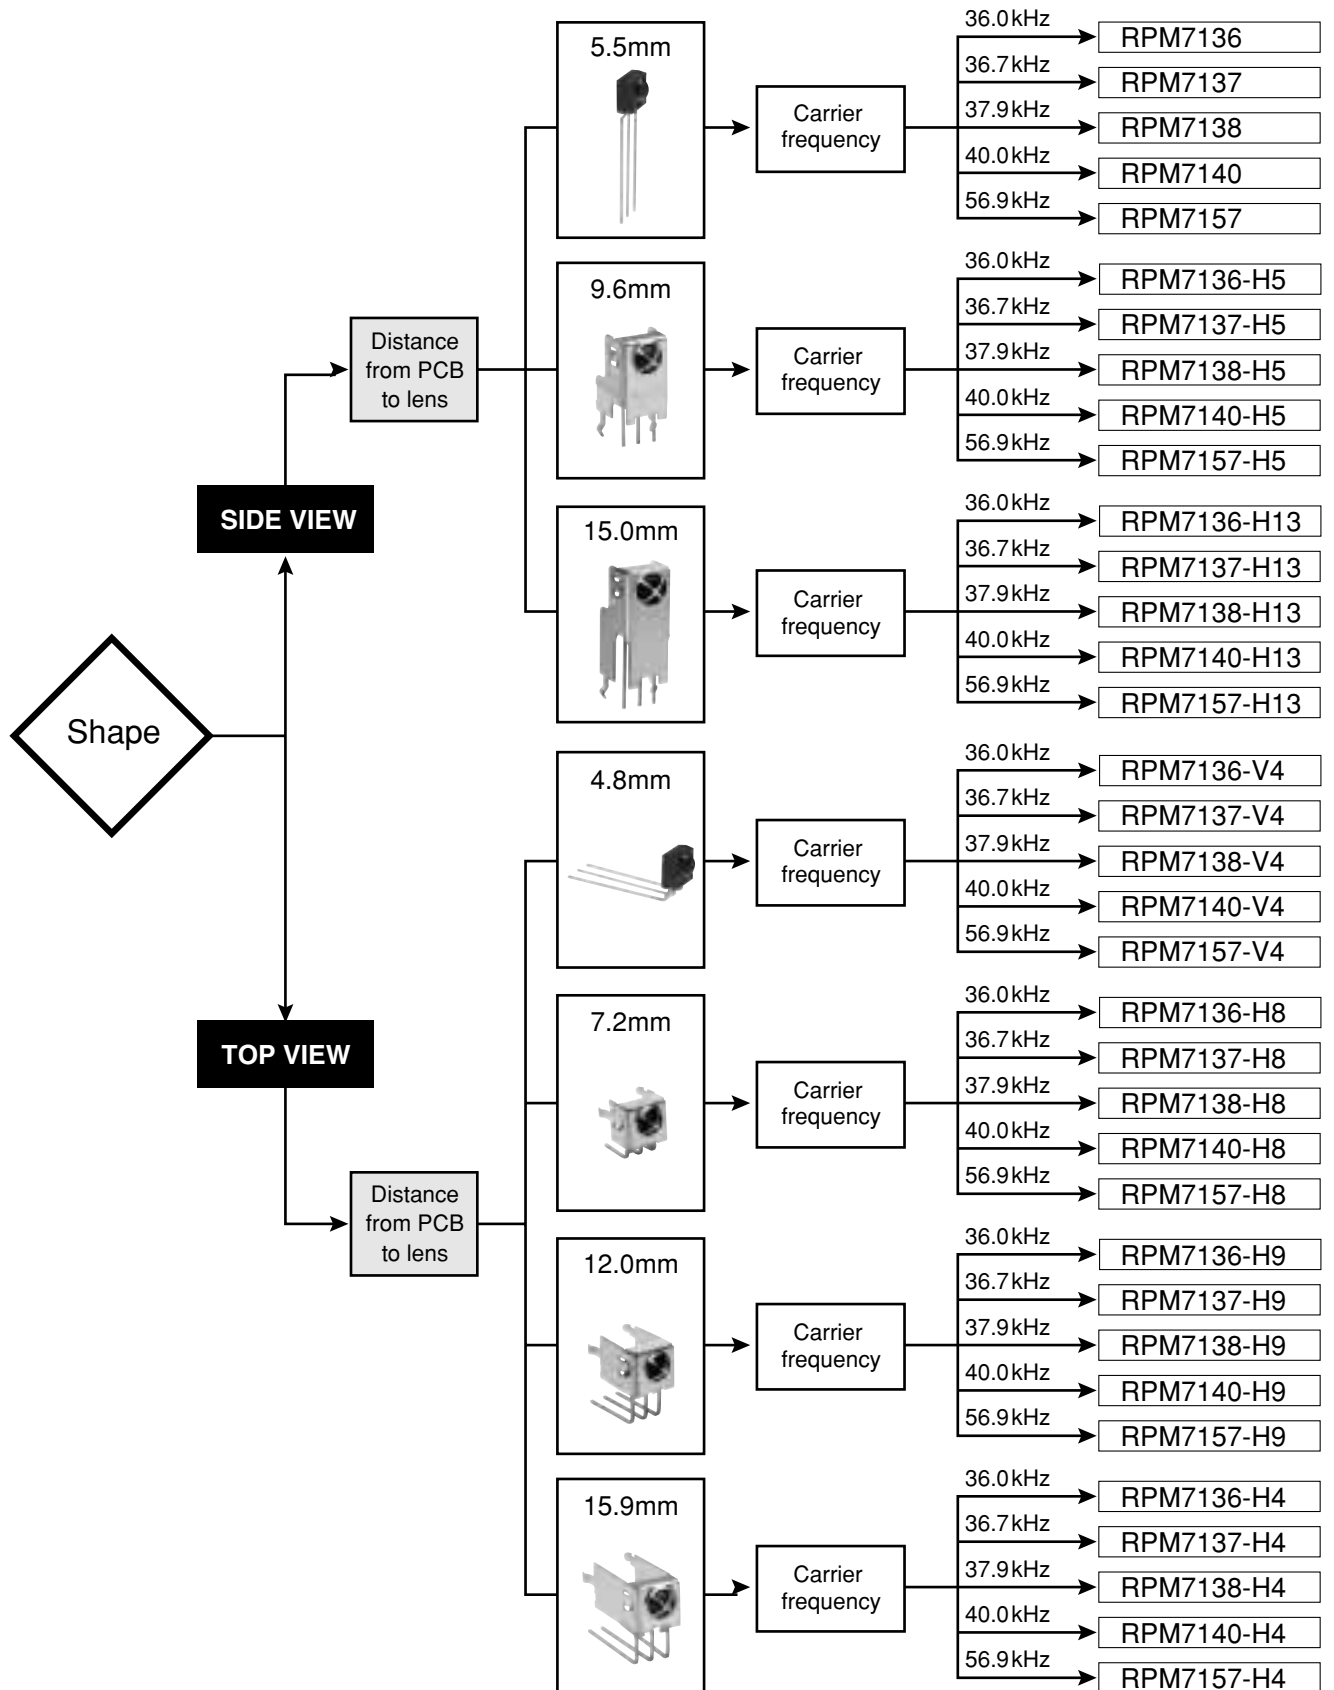 Shape
SIDE VIEW
Distance
from PCB
to lens
5.5mm
Carrier
frequency
36.0kHz
RPM7136
36.7kHz
RPM7137
37.9kHz
RPM7138
40.0kHz
RPM7140
56.9kHz
RPM7157
9.6mm
Carrier
frequency
36.0kHz
RPM7136-H5
36.7kHz
RPM7137-H5
37.9kHz
RPM7138-H5
40.0kHz
RPM7140-H5
56.9kHz
RPM7157-H5
15.0mm
Carrier
frequency
36.0kHz
RPM7136-H13
36.7kHz
RPM7137-H13
37.9kHz
RPM7138-H13
40.0kHz
RPM7140-H13
56.9kHz
RPM7157-H13
TOP VIEW
Distance
from PCB
to lens
4.8mm
Carrier
frequency
36.0kHz
RPM7136-V4
36.7kHz
RPM7137-V4
37.9kHz
RPM7138-V4
40.0kHz
RPM7140-V4
56.9kHz
RPM7157-V4
7.2mm
Carrier
frequency
36.0kHz
RPM7136-H8
36.7kHz
RPM7137-H8
37.9kHz
RPM7138-H8
40.0kHz
RPM7140-H8
56.9kHz
RPM7157-H8
12.0mm
Carrier
frequency
36.0kHz
RPM7136-H9
36.7kHz
RPM7137-H9
37.9kHz
RPM7138-H9
40.0kHz
RPM7140-H9
56.9kHz
RPM7157-H9
15.9mm
Carrier
frequency
36.0kHz
RPM7136-H4
36.7kHz
RPM7137-H4
37.9kHz
RPM7138-H4
40.0kHz
RPM7140-H4
56.9kHz
RPM7157-H4